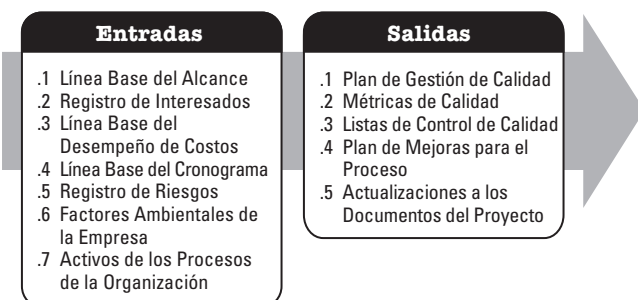 Entradas
.1 Línea Base del Alcance
.2 Registro de Interesados
.3 Línea Base del
Desempeño de Costos
.4 Línea Base del Cronograma
.5 Registro de Riesgos
.6 Factores Ambientales de
la Empresa
.7 Activos de los Procesos
de la Organización
Salidas
.1 Plan de Gestión de Calidad
.2 Métricas de Calidad
.3 Listas de Control de Calidad
.4 Plan de Mejoras para el
Proceso
.5 Actualizaciones a los
Documentos del Proyecto